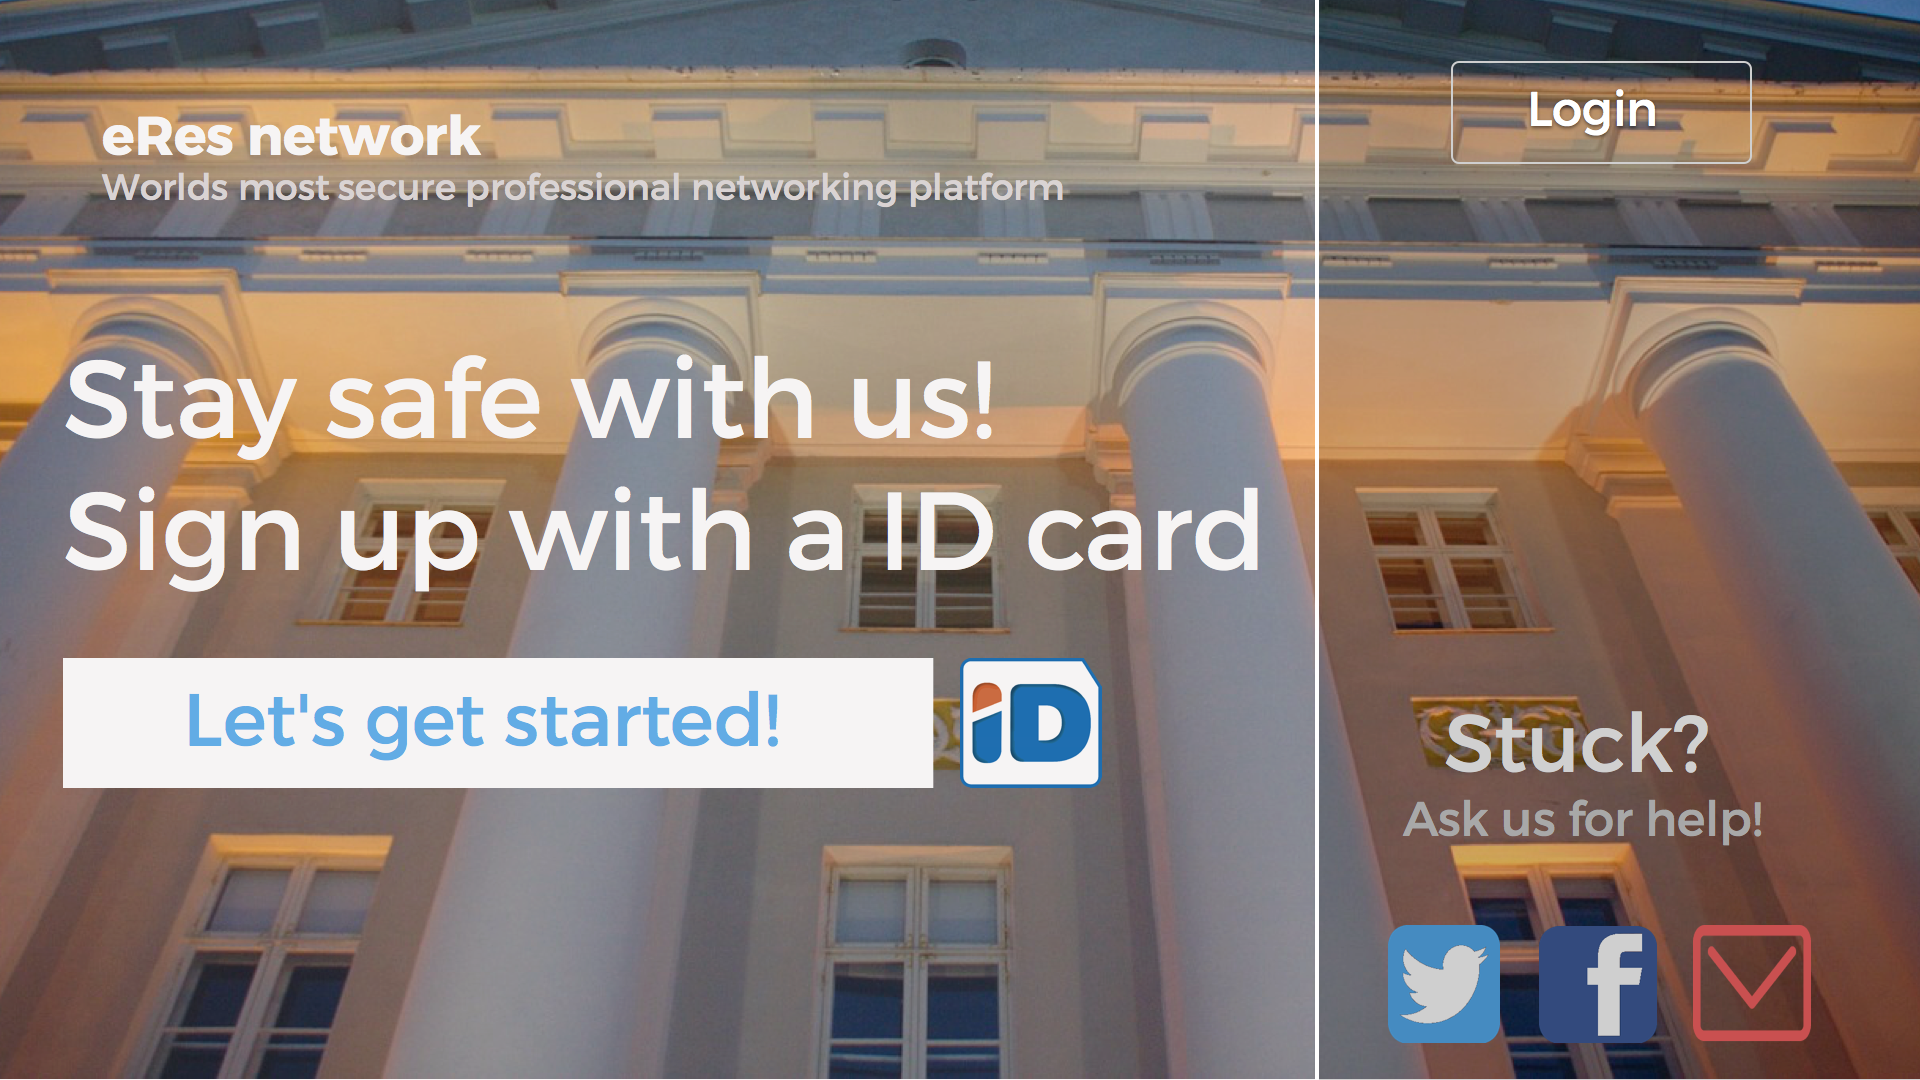 eRes network
Worlds most secure professional networking platform
Login
Stay safe with us!
Sign up with a ID card
Let's get started!
iD
Stuck?
Ask us for help!